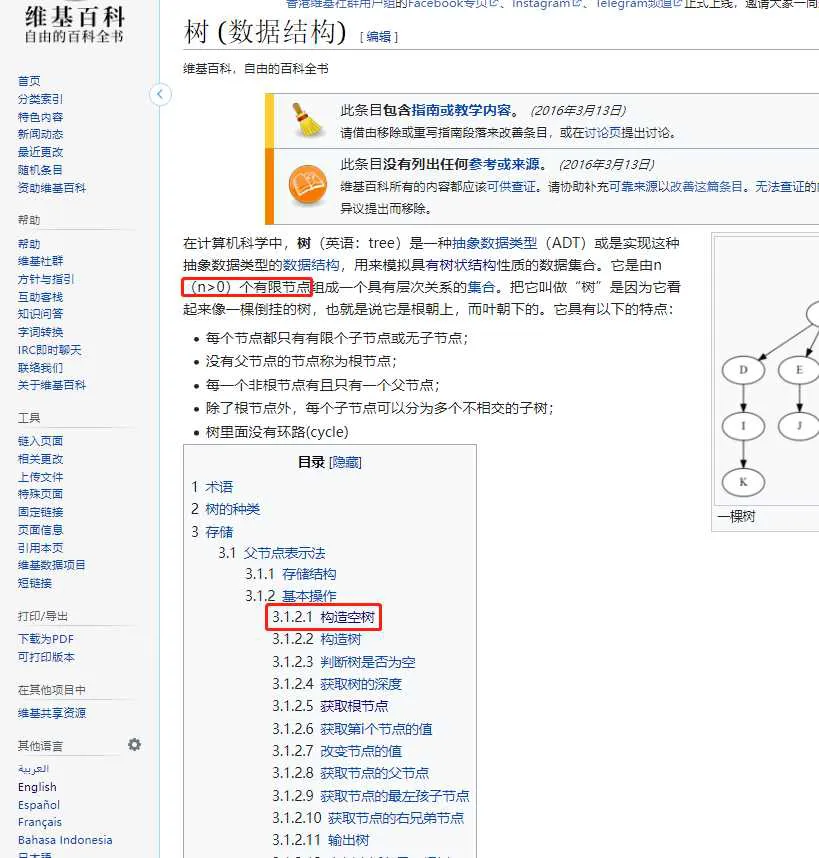 维基百科
自由的百科全书
首页
分类索引
特色内容
新闻动态
最近更改
随机条目
资助维基百科
帮助
帮助
维基社群
方针与指引
互助客栈
知识问答
字词转换
IRC即时聊天
联络我们
关于维基百科
工具
链入页面
相关更改
上传文件
特殊页面
固定链接
页面信息
引用本页
维基数据项目
短链接
打印/导出
下载为PDF
可打印版本
在其他项目中
维基共享资源
其他语言
العربية
English
Español
Français
Bahasa Indonesia
日本語
香港维基社群用户组的Facebook专页、Instagram、Telegram频道正式上线，邀请大家一同
树 (数据结构) [编辑]
维基百科，自由的百科全书
此条目包含指南或教学内容。 (2016年3月13日)
请借由移除或重写指南段落来改善条目，或在讨论页提出讨论。
此条目没有列出任何参考或来源。 (2016年3月13日)
维基百科所有的内容都应该可供查证。请协助补充可靠来源以改善这篇条目。无法查证的
异议提出而移除。
在计算机科学中，树（英语：tree）是一种抽象数据类型（ADT）或是实现这种
抽象数据类型的数据结构，用来模拟具有树状结构性质的数据集合。它是由n
（n>0）个有限节点组成一个具有层次关系的集合。把它叫做“树”是因为它看
起来像一棵倒挂的树，也就是说它是根朝上，而叶朝下的。它具有以下的特点：
• 每个节点都只有有限个子节点或无子节点；
• 没有父节点的节点称为根节点；
• 每一个非根节点有且只有一个父节点；
• 除了根节点外，每个子节点可以分为多个不相交的子树；
• 树里面没有环路(cycle)
D E
I J
K
一棵树
目录 [隐藏]
1 术语
2 树的种类
3 存储
3.1 父节点表示法
3.1.1 存储结构
3.1.2 基本操作
3.1.2.1 构造空树
3.1.2.2 构造树
3.1.2.3 判断树是否为空
3.1.2.4 获取树的深度
3.1.2.5 获取根节点
3.1.2.6 获取第i个节点的值
3.1.2.7 改变节点的值
3.1.2.8 获取节点的父节点
3.1.2.9 获取节点的最左孩子节点
3.1.2.10 获取节点的右兄弟节点
3.1.2.11 输出树